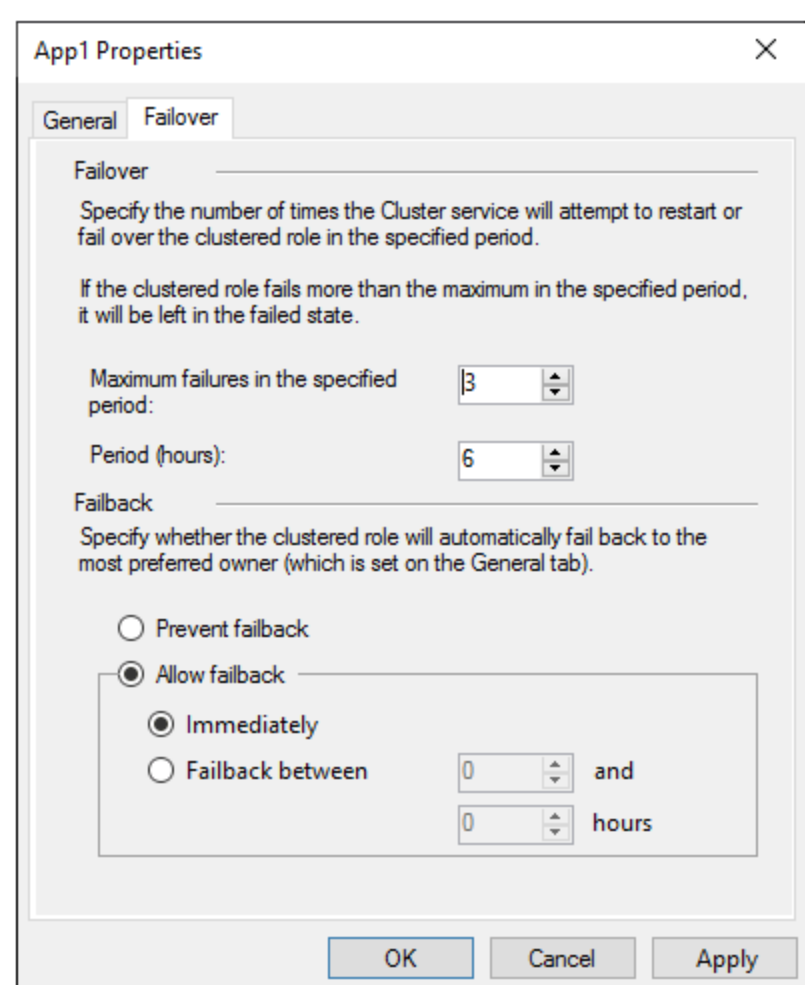 App1 Properties
General Failover
Failover
Specify the number of times the Cluster service will attempt to restart or
fail over the clustered role in the specified period.
If the clustered role fails more than the maximum in the specified period,
it will be left in the failed state.
Maximum failures in the specified
period:
3
Period (hours):
6
Failback
Specify whether the clustered role will automatically fail back to the
most preferred owner (which is set on the General tab).
Prevent failback
Allow failback
Immediately
Failback between 0 and
0 hours
OK Cancel Apply